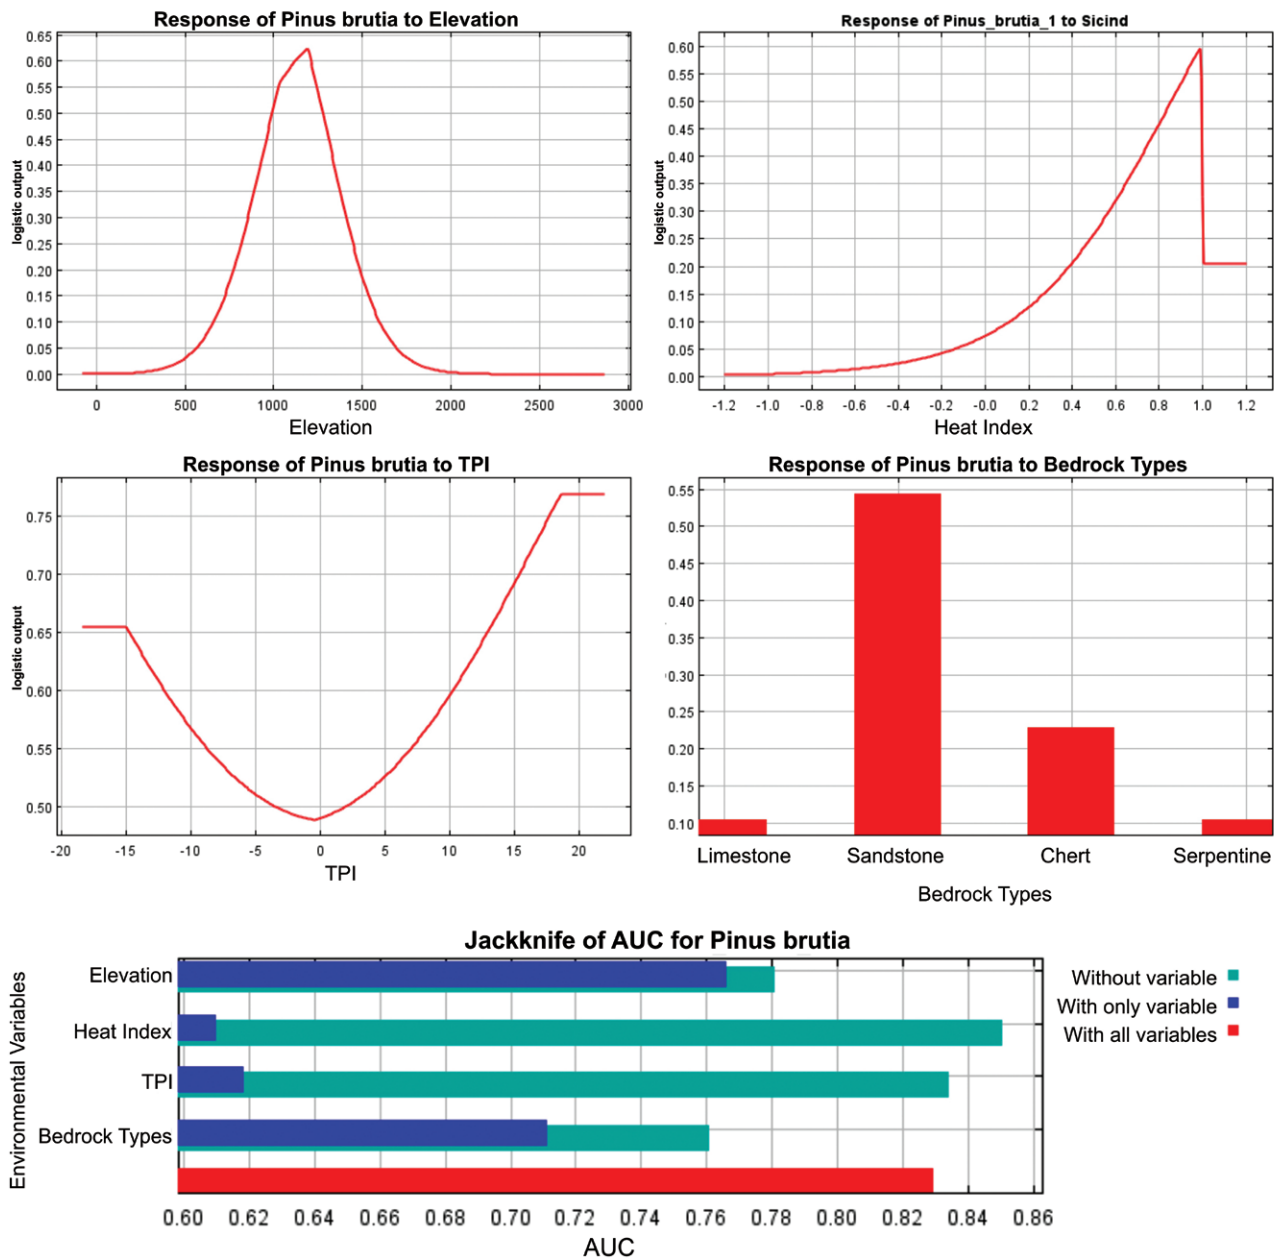 Response of Pinus brutia to Elevation
0.65
0.60
0.55
0.50
0.45
0.40
0.35
0.30
0.25
0.20
0.15
0.10
0.05
0.00
logistic output
0 500 1000 1500 2000 2500 3000
Elevation
Response of Pinus_brutia_1 to Sicind
0.60
0.55
0.50
0.45
0.40
0.35
0.30
0.25
0.20
0.15
0.10
0.05
0.00
logistic output
-1.2 -1.0 -0.8 -0.6 -0.4 -0.2 -0.0 0.2 0.4 0.6 0.8 1.0 1.2
Heat Index
Response of Pinus brutia to TPI
0.75
0.70
0.65
0.60
0.55
0.50
logistic output
-20 -15 -10 -5 0 5 10 15 20
TPI
Response of Pinus brutia to Bedrock Types
0.55
0.50
0.45
0.40
0.35
0.30
0.25
0.20
0.15
0.10
Limestone Sandstone Chert Serpentine
Bedrock Types
Jackknife of AUC for Pinus brutia
Environmental Variables
Elevation
Heat Index
TPI
Bedrock Types
Without variable
With only variable
With all variables
0.60 0.62 0.64 0.66 0.68 0.70 0.72 0.74 0.76 0.78 0.80 0.82 0.84 0.86
AUC